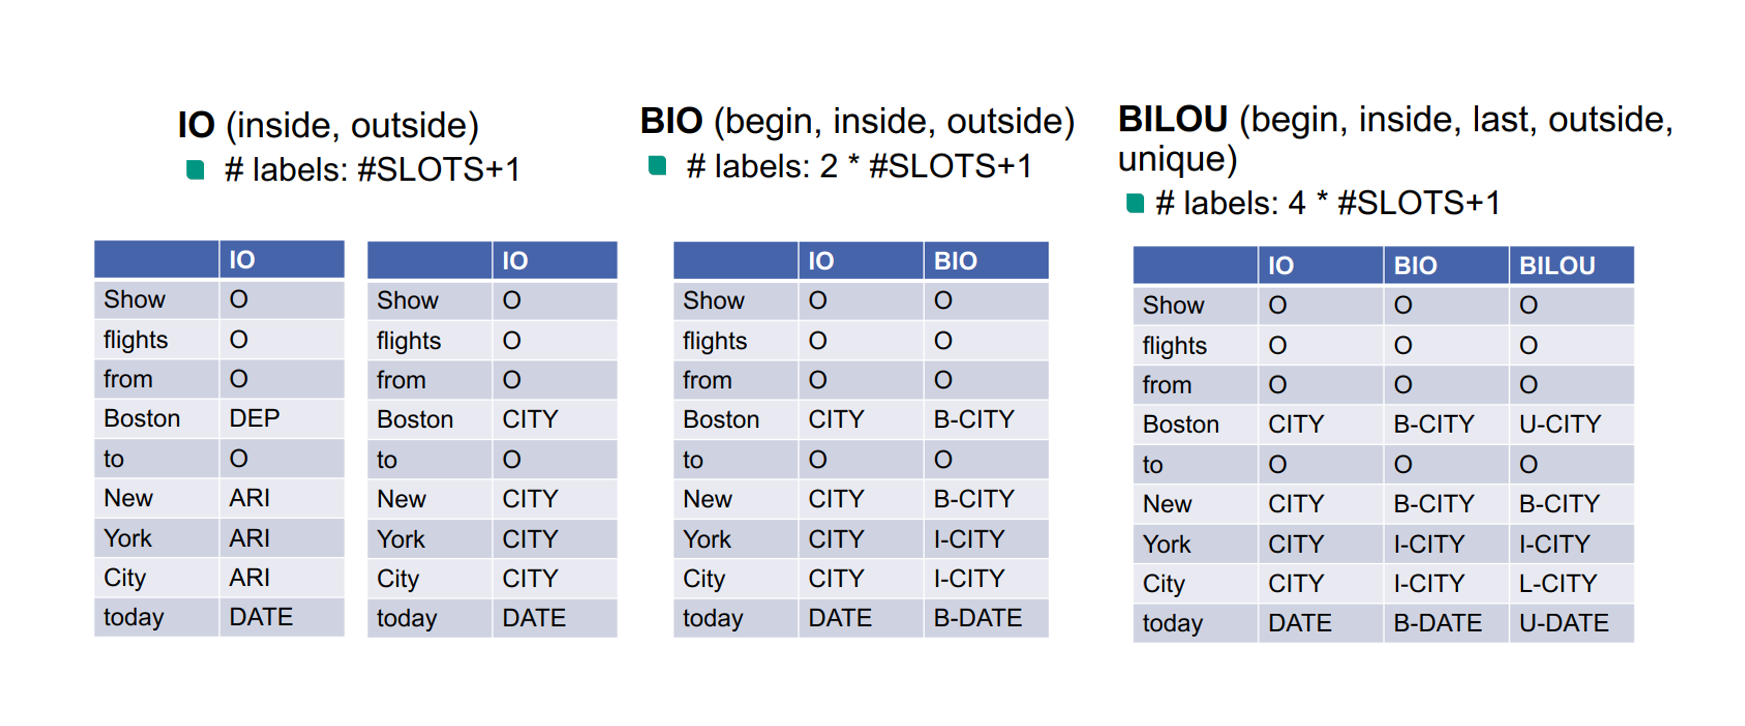 IO (inside, outside)
# labels: #SLOTS+1
IO
Show O
flights O
from O
Boston DEP
to O
New ARI
York ARI
City ARI
today DATE
IO
Show O
flights O
from O
Boston CITY
to O
New CITY
York CITY
City CITY
today DATE
BIO (begin, inside, outside)
# labels: 2 * #SLOTS+1
IO BIO
Show O O
flights O O
from O O
Boston CITY B-CITY
to O O
New CITY B-CITY
York CITY I-CITY
City CITY I-CITY
today DATE B-DATE
BILOU (begin, inside, last, outside,
unique)
# labels: 4 * #SLOTS+1
IO BIO BILOU
Show O O O
flights O O O
from O O O
Boston CITY B-CITY U-CITY
to O O O
New CITY B-CITY B-CITY
York CITY I-CITY I-CITY
City CITY I-CITY L-CITY
today DATE B-DATE U-DATE